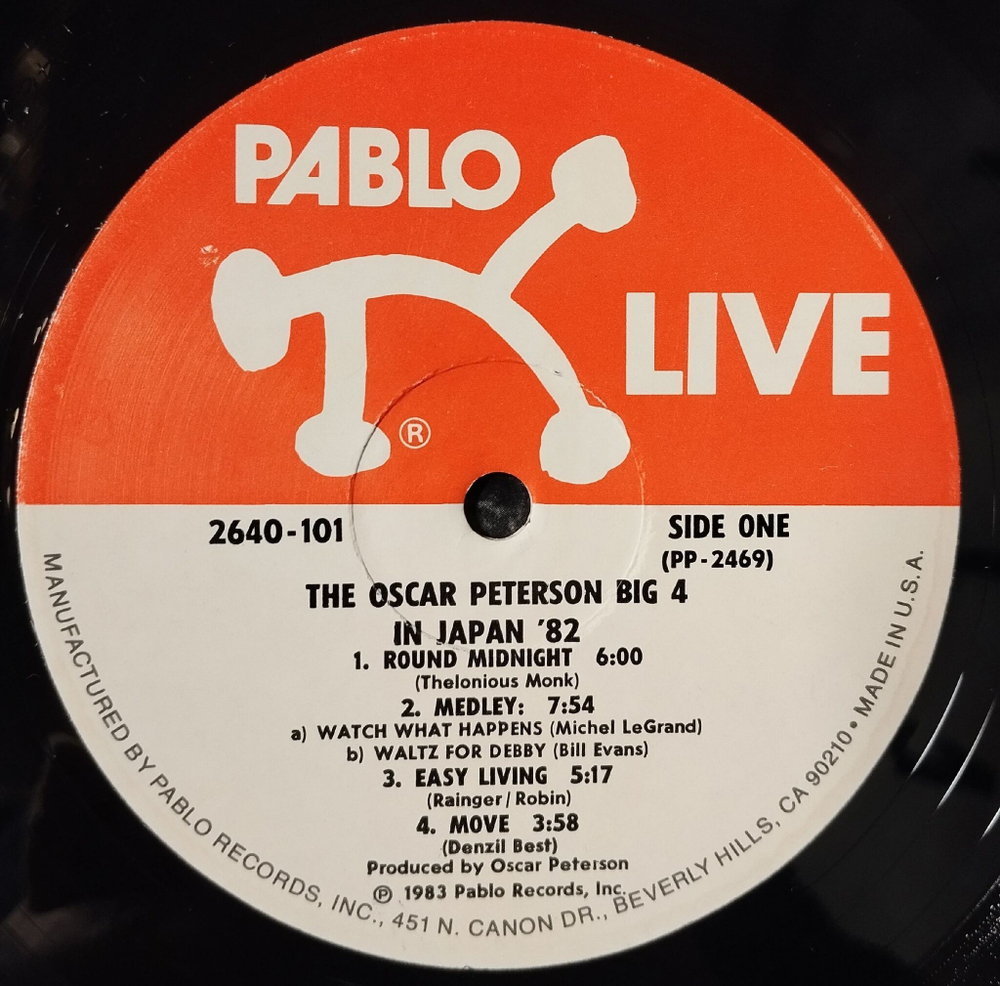 PABLO
LIVE
®
2640-101
SIDE ONE
(PP-2469)
THE OSCAR PETERSON BIG 4
IN JAPAN '82
1. ROUND MIDNIGHT 6:00
(Thelonious Monk)
2. MEDLEY: 7:54
a) WATCH WHAT HAPPENS (Michel LeGrand)
b) WALTZ FOR DEBBY (Bill Evans)
3. EASY LIVING 5:17
(Rainger/Robin)
4. MOVE 3:58
(Denzil Best)
Produced by Oscar Peterson
℗ 1983 Pablo Records, Inc.
MANUFACTURED BY PABLO RECORDS, INC., 451 N. CANON DR., BEVERLY HILLS, CA 90210 • MADE IN U.S.A.